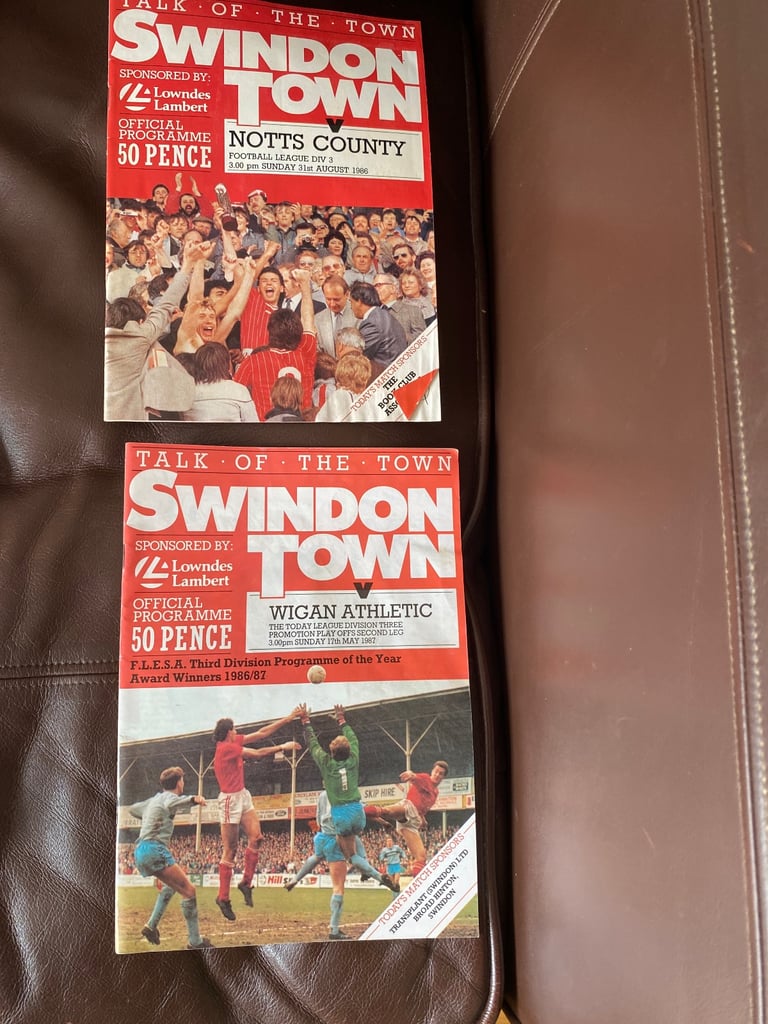 TALK · OF · THE · TOWN
SWINDON
TOWN
SPONSORED BY:
Lowndes
Lambert
OFFICIAL
PROGRAMME
50 PENCE
V
NOTTS COUNTY
FOOTBALL LEAGUE DIV 3
3.00 pm SUNDAY 31st AUGUST 1986
TODAY'S MATCH SPONSORS
THE
CLUB
TALK · OF · THE · TOWN
SWINDON
TOWN
SPONSORED BY:
Lowndes
Lambert
OFFICIAL
PROGRAMME
50 PENCE
V
WIGAN ATHLETIC
THE TODAY LEAGUE DIVISION THREE
PROMOTION PLAY OFFS SECOND LEG
3.00pm SUNDAY 17th MAY 1987
F.L.E.S.A. Third Division Programme of the Year
Award Winners 1986/87
1
SKIP HIRE
Hill
TODAY'S MATCH SPONSORS
TRANSPLANT (SWINDON) LTD
BROAD HINTON,
SWINDON